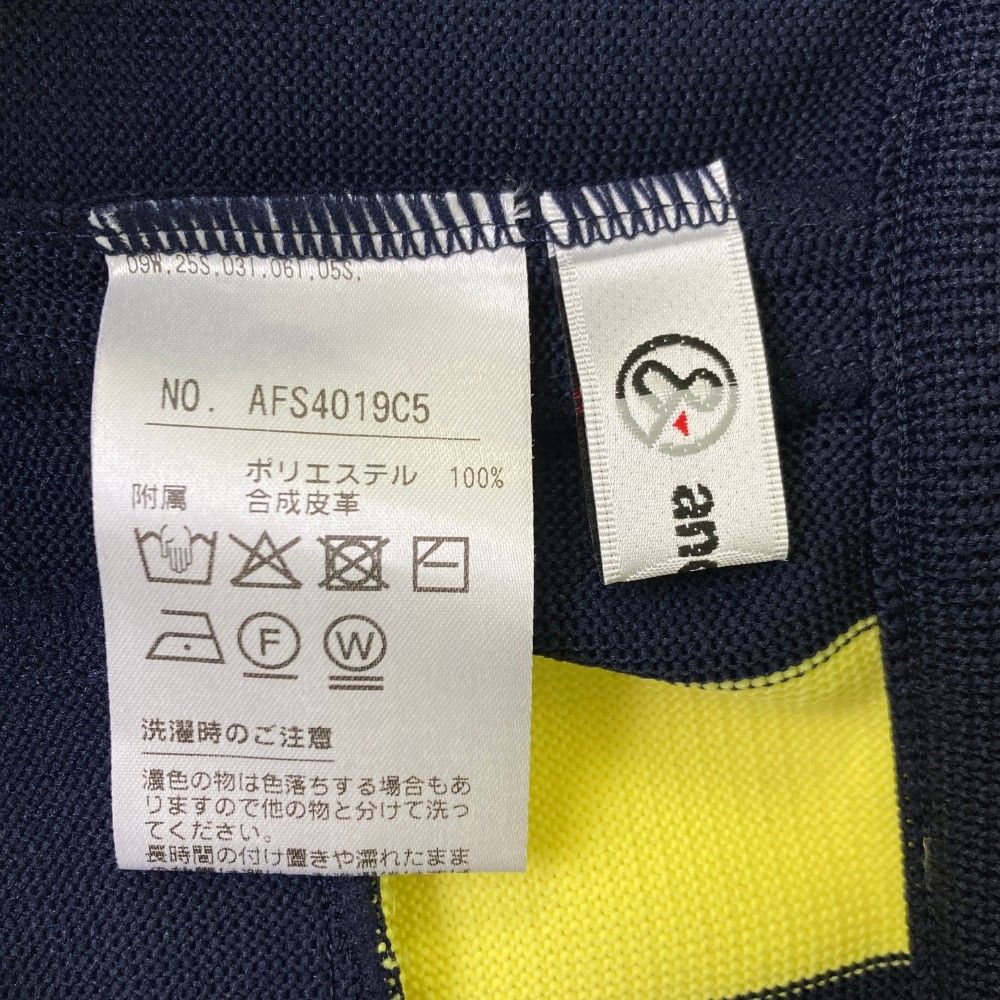 09W.25S.03I.06I.05S.
NO. AFS4019C5
ポリエステル 100%
附属 合成皮革
F W
洗濯時のご注意
濃色の物は色落ちする場合もあ
りますので他の物と分けて洗っ
てください。
長時間の付け置きや濡れたまま
and